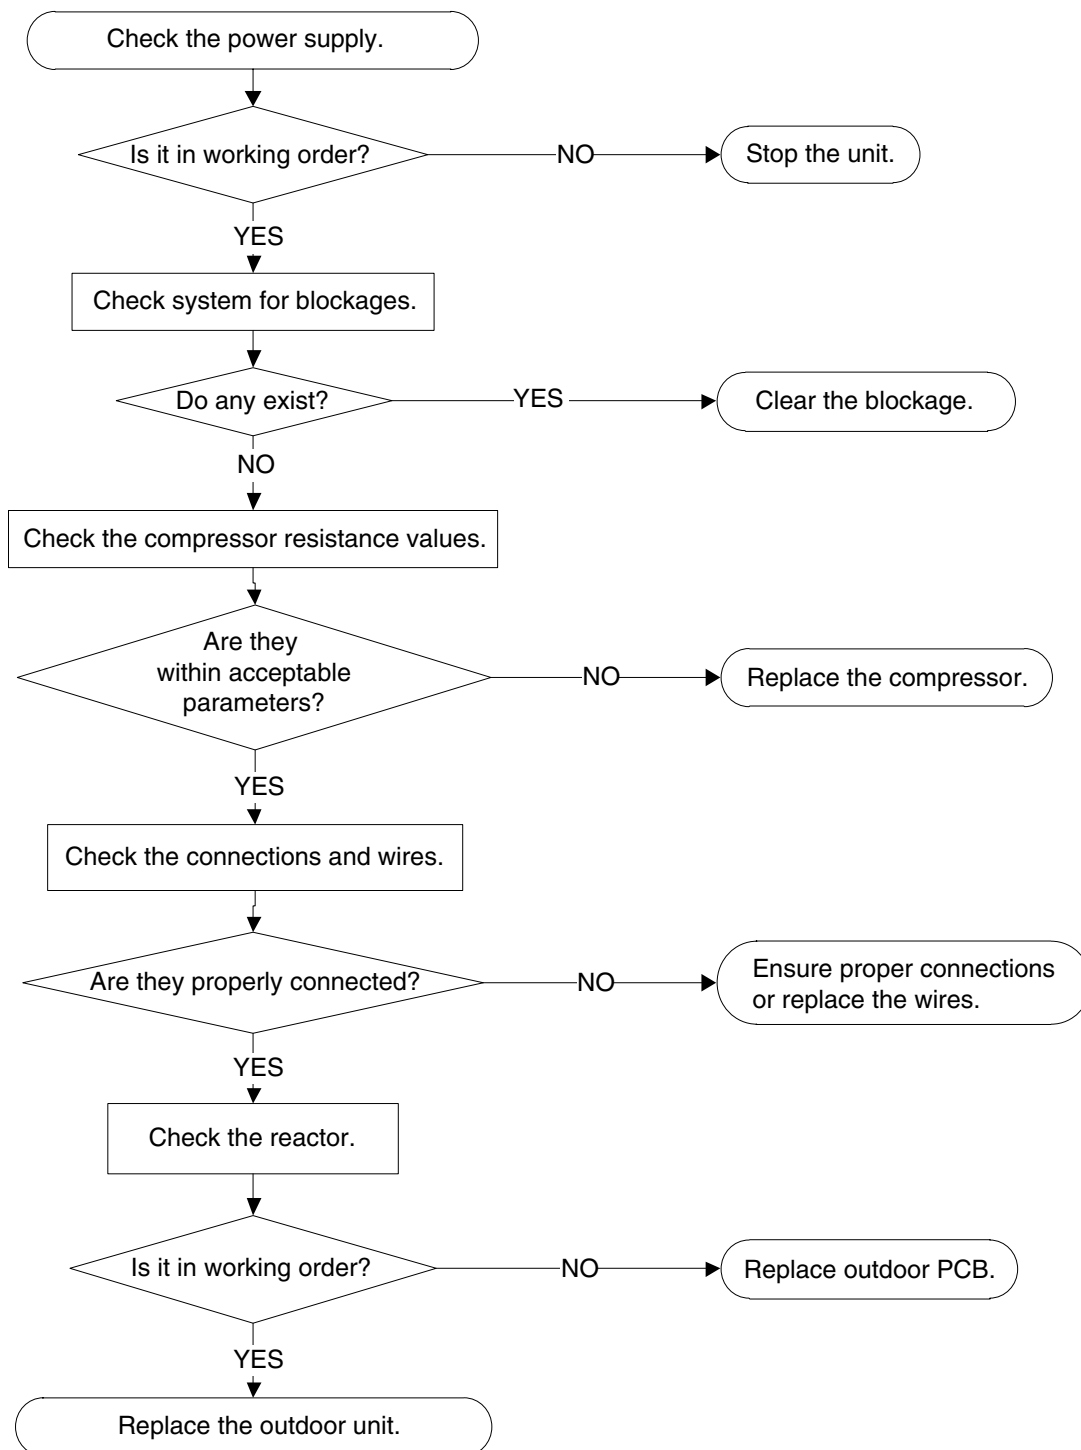 Check the power supply.
Is it in working order?
NO
Stop the unit.
YES
Check system for blockages.
Do any exist?
YES
Clear the blockage.
NO
Check the compressor resistance values.
Are they
within acceptable
parameters?
NO
Replace the compressor.
YES
Check the connections and wires.
Are they properly connected?
NO
Ensure proper connections
or replace the wires.
YES
Check the reactor.
Is it in working order?
NO
Replace outdoor PCB.
YES
Replace the outdoor unit.